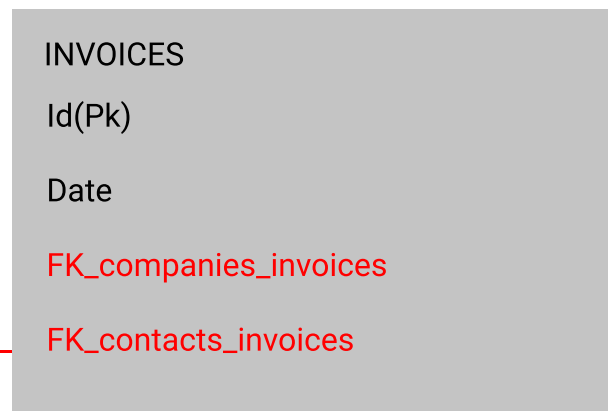 INVOICES
Id(Pk)
Date
FK_companies_invoices
FK_contacts_invoices